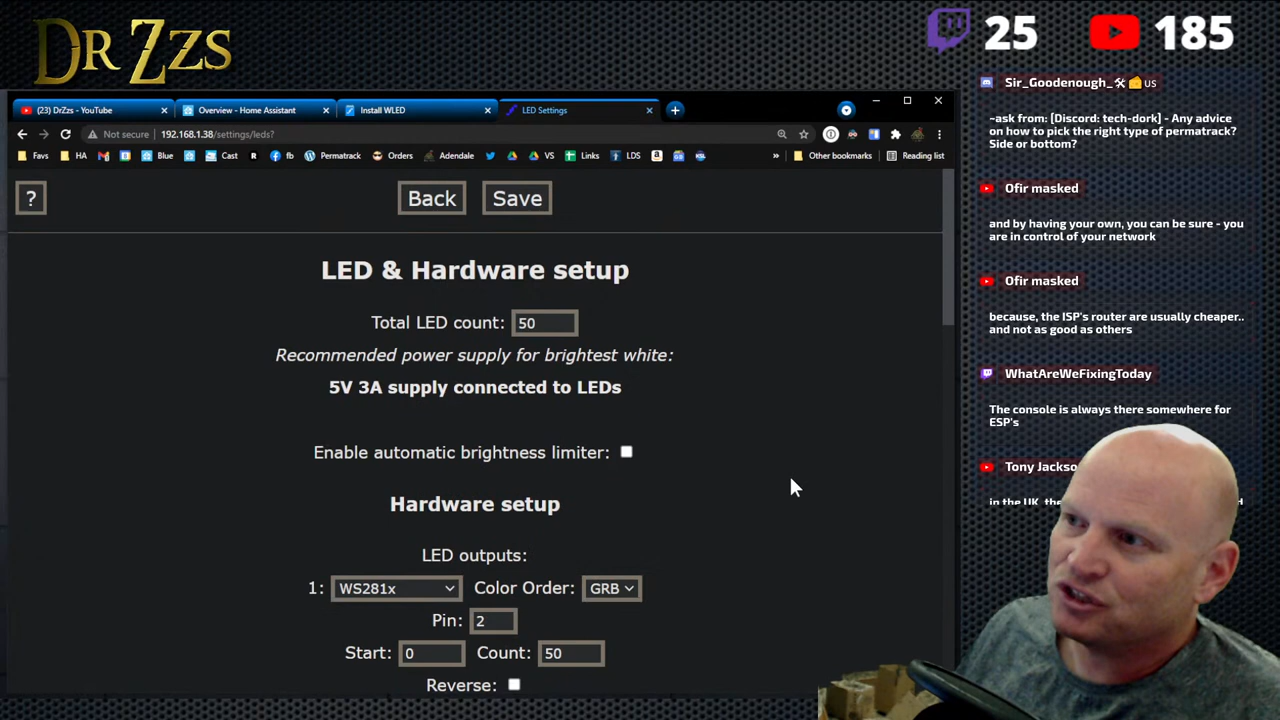 DR ZZS
25
185
(23) DrZzs - YouTube
Overview - Home Assistant
Install WLED
LED Settings
Not secure
192.168.1.38/settings/leds?
Favs
HA
Blue
Cast
fb
Permatrack
Orders
Adendale
VS
Links
LDS
Other bookmarks
Reading list
?
Back
Save
LED & Hardware setup
Total LED count: 50
Recommended power supply for brightest white:
5V 3A supply connected to LEDs
Enable automatic brightness limiter:
Hardware setup
LED outputs:
1: WS281x Color Order: GRB
Pin: 2
Start: 0 Count: 50
Reverse:
Sir_Goodenough_🛠🧀US
~ask from: [Discord: tech-dork] - Any advice
on how to pick the right type of permatrack?
Side or bottom?
Ofir masked
and by having your own, you can be sure - you
are in control of your network
Ofir masked
because, the ISP's router are usually cheaper..
and not as good as others
WhatAreWeFixingToday
The console is always there somewhere for
ESP's
Tony Jackso
in the UK, the